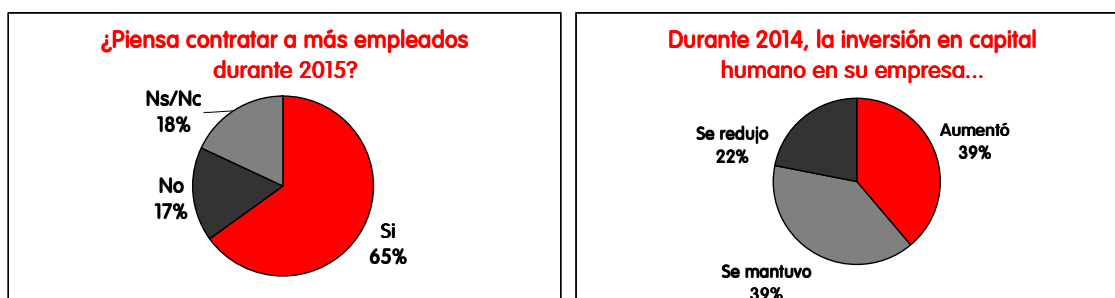 ¿Piensa contratar a más empleados
durante 2015?
Ns/Nc
18%
No
17%
Si
65%
Durante 2014, la inversión en capital
humano en su empresa...
Se redujo
22%
Aumentó
39%
Se mantuvo
39%